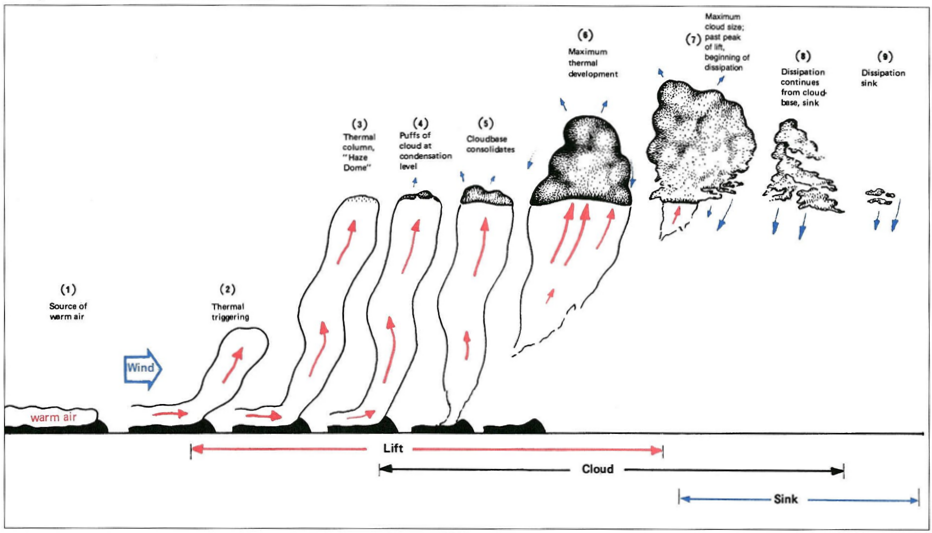 (1)
Source of
warm air
(2)
Thermal
triggering
(3)
Thermal
column,
"Haze
Dome"
(4)
Puffs of
cloud at
condensation
level
(5)
Cloudbase
consolidates
(6)
Maximum
thermal
development
(7)
Maximum
cloud size;
past peak
of lift,
beginning of
dissipation
(8)
Dissipation
continues
from cloud-
base, sink
(9)
Dissipation
sink
Wind
warm air
Lift
Cloud
Sink